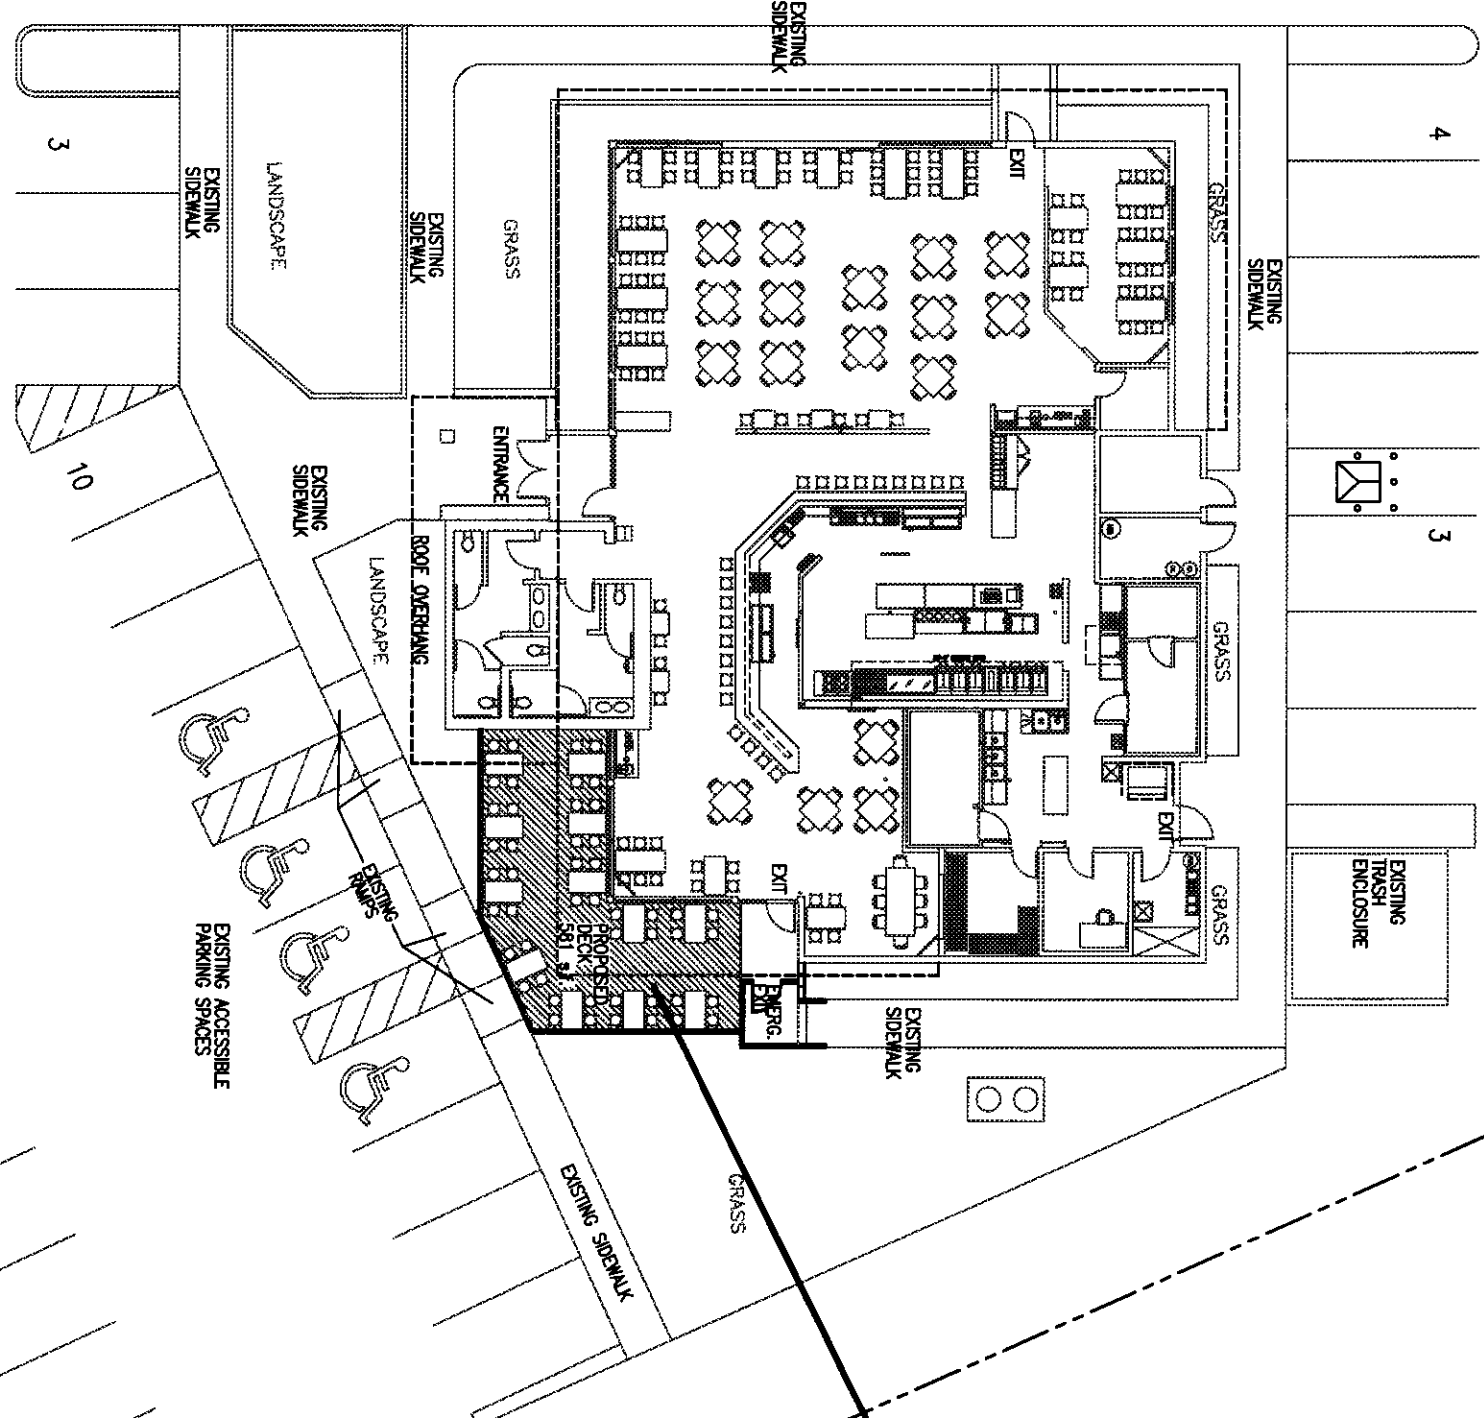 EXISTING
SIDEWALK
3
4
EXISTING
SIDEWALK
LANDSCAPE
EXISTING
SIDEWALK
GRASS
EXIT
GRASS
EXISTING
SIDEWALK
10
EXISTING
SIDEWALK
ENTRANCE
3
LANDSCAPE
ROOF OVERHANG
GRASS
EXISTING
RAMPS
EXIT
EXIT
GRASS
EXISTING
TRASH
ENCLOSURE
PROPOSED
DECK
581 s.f.
EMERG.
EXIT
EXISTING
SIDEWALK
EXISTING ACCESSIBLE
PARKING SPACES
GRASS
EXISTING SIDEWALK